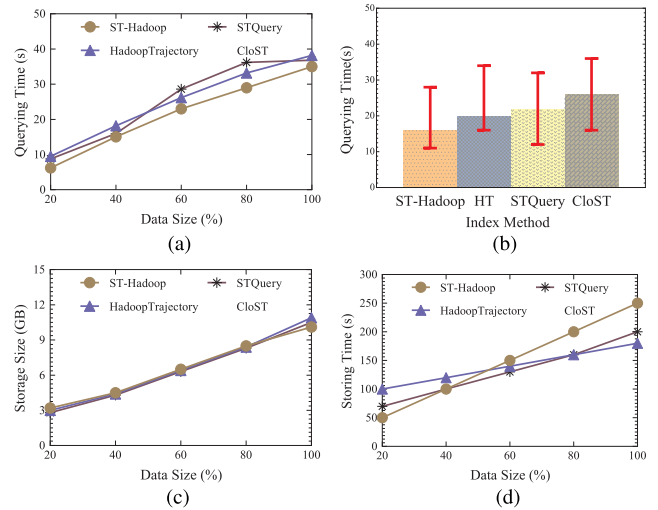 ST-Hadoop STQuery
HadoopTrajectory CloST
Querying Time (s)
50
40
30
20
10
0
20 40 60 80 100
Data Size (%)
(a)
Querying Time(s)
50
40
30
20
10
0
ST-Hadoop HT STQuery CloST
Index Method
(b)
ST-Hadoop STQuery
HadoopTrajectory CloST
Storage Size (GB)
15
12
9
6
3
0
20 40 60 80 100
Data Size (%)
(c)
ST-Hadoop STQuery
HadoopTrajectory CloST
Storing Time (s)
300
250
200
150
100
50
0
20 40 60 80 100
Data Size (%)
(d)